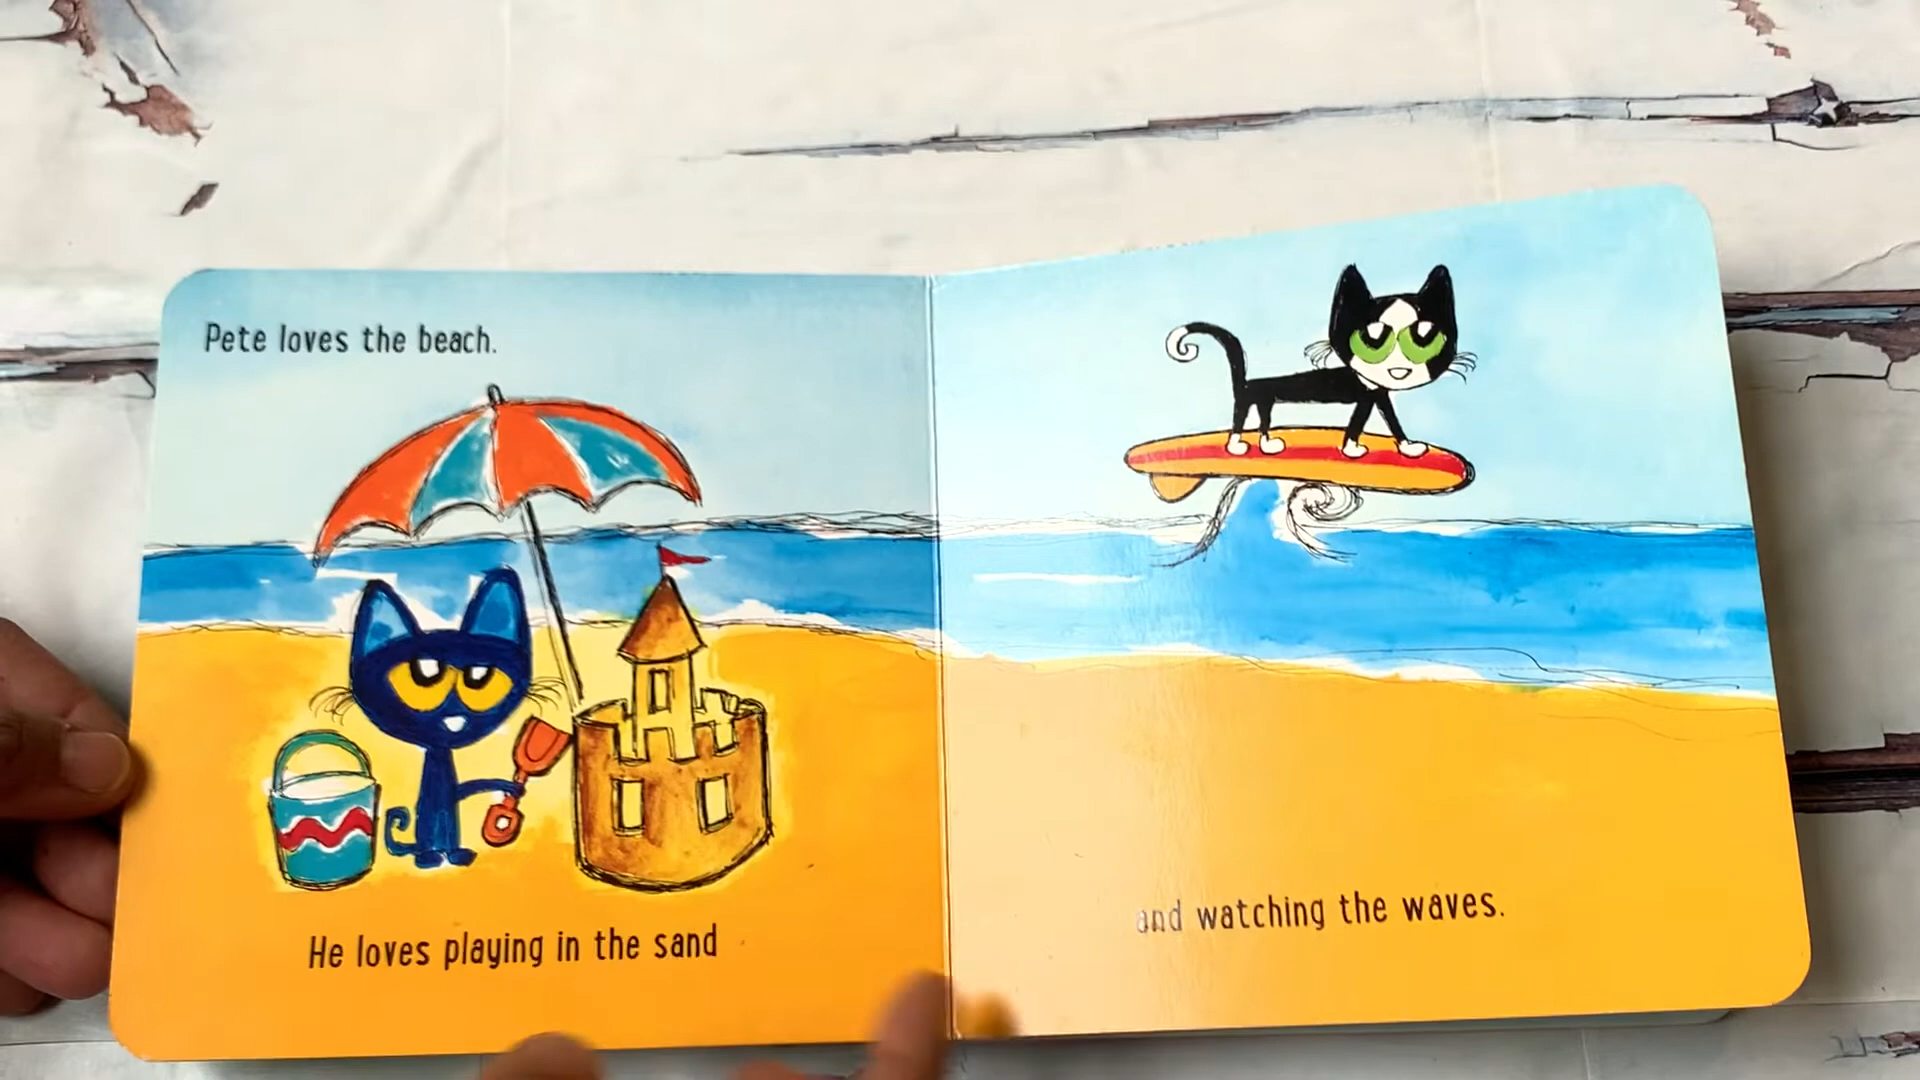 Pete loves the beach.
He loves playing in the sand
and watching the waves.